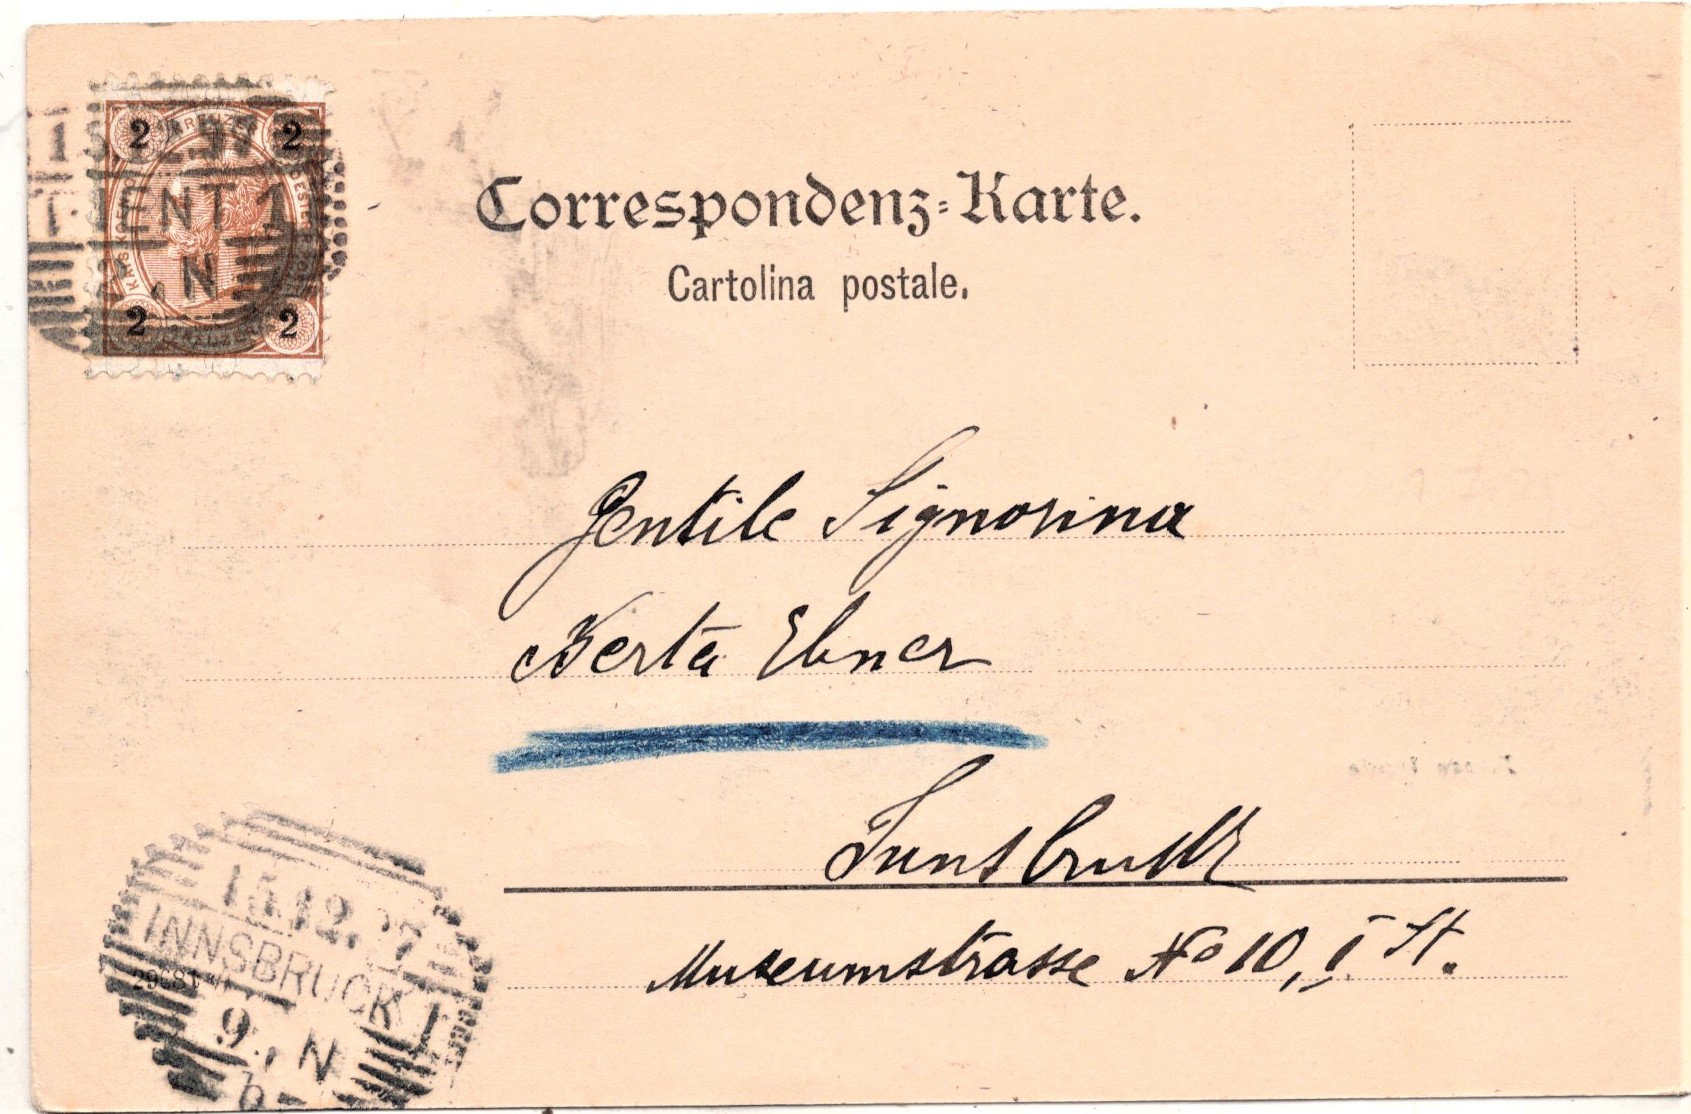 2 KREUZER 2
15.12.97
TRIENT 1
N
2 2
Correspondenz-Karte.
Cartolina postale.
Gentile Signorina
Berta Ebner
Innsbruck
Museumstrasse No 10, I St.
15.12.97
INNSBRUCK 1
9. N
b